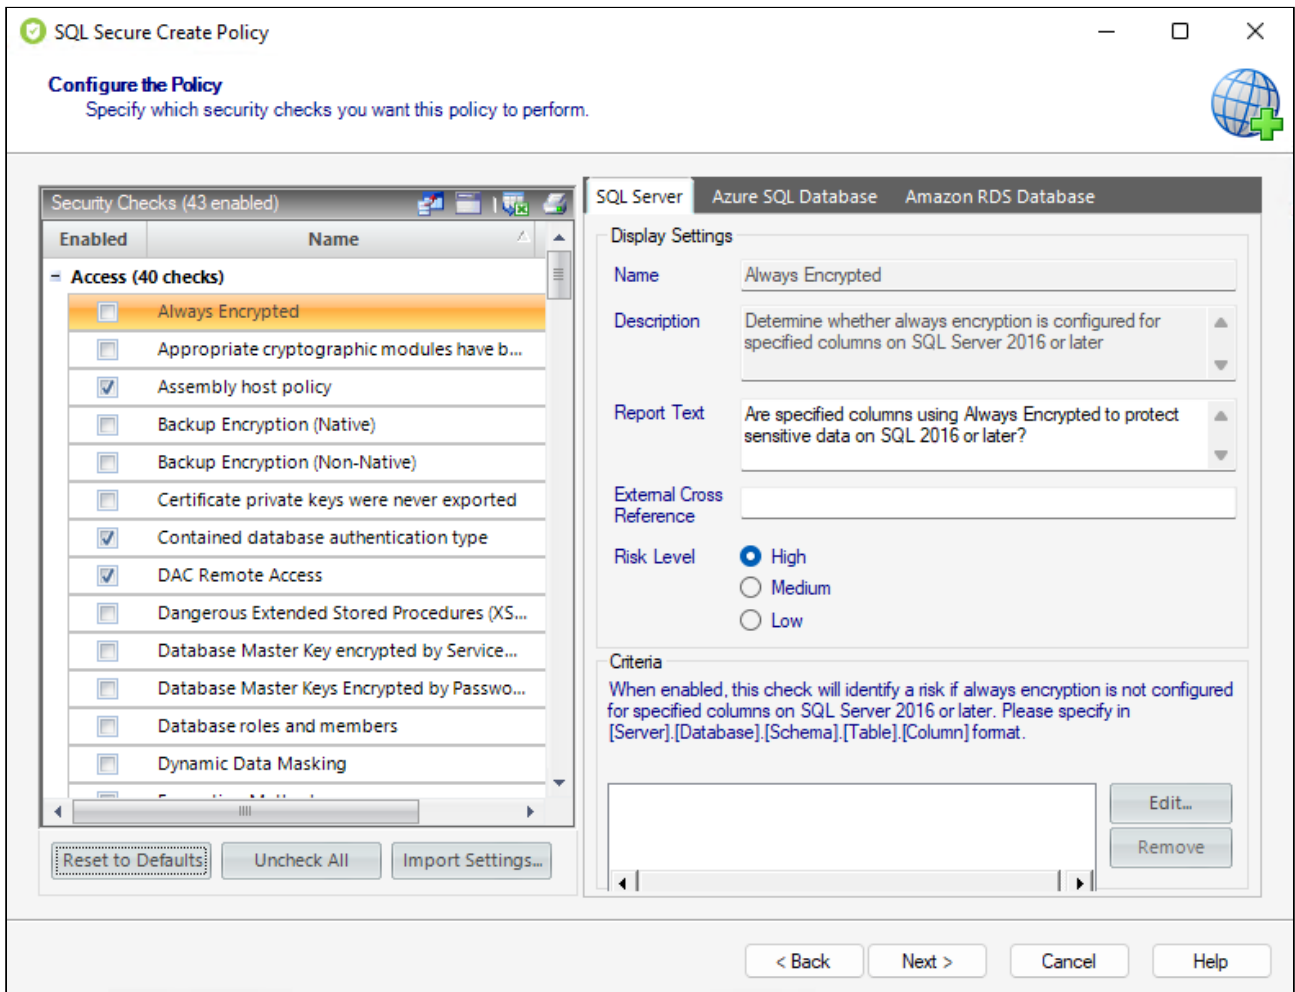 SQL Secure Create Policy
Configure the Policy
Specify which security checks you want this policy to perform.
Security Checks (43 enabled)
Enabled Name
Access (40 checks)
Always Encrypted
Appropriate cryptographic modules have b...
Assembly host policy
Backup Encryption (Native)
Backup Encryption (Non-Native)
Certificate private keys were never exported
Contained database authentication type
DAC Remote Access
Dangerous Extended Stored Procedures (XS...
Database Master Key encrypted by Service...
Database Master Keys Encrypted by Passwo...
Database roles and members
Dynamic Data Masking
Reset to Defaults Uncheck All Import Settings...
SQL Server Azure SQL Database Amazon RDS Database
Display Settings
Name Always Encrypted
Description Determine whether always encryption is configured for
specified columns on SQL Server 2016 or later
Report Text Are specified columns using Always Encrypted to protect
sensitive data on SQL 2016 or later?
External Cross
Reference
Risk Level High
Medium
Low
Criteria
When enabled, this check will identify a risk if always encryption is not configured
for specified columns on SQL Server 2016 or later. Please specify in
[Server].[Database].[Schema].[Table].[Column] format.
Edit...
Remove
< Back Next > Cancel Help